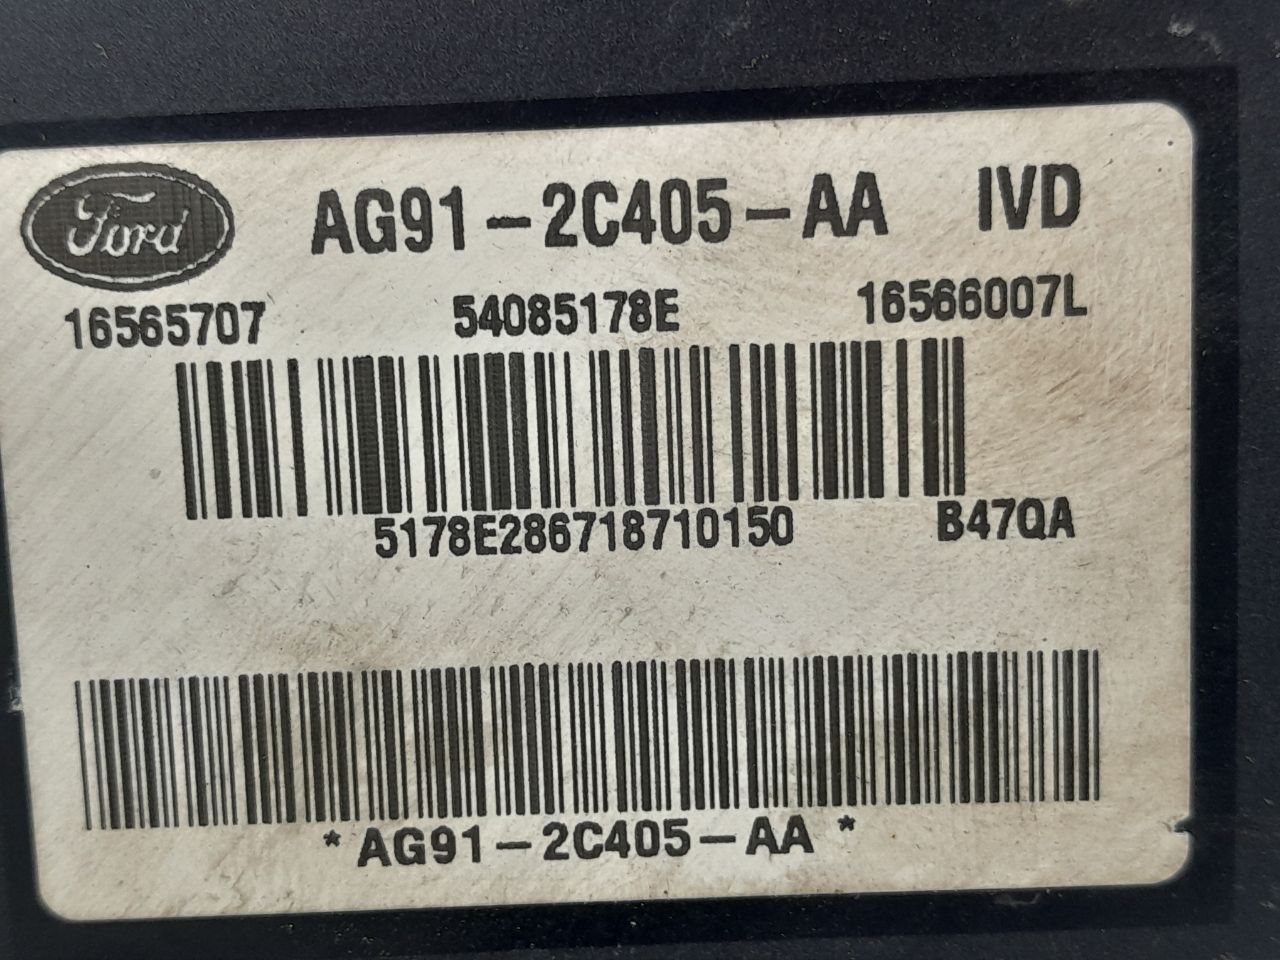 Ford AG91-2C405-AA IVD
16565707 54085178E 16566007L
5178E286718710150 B47QA
*AG91-2C405-AA*